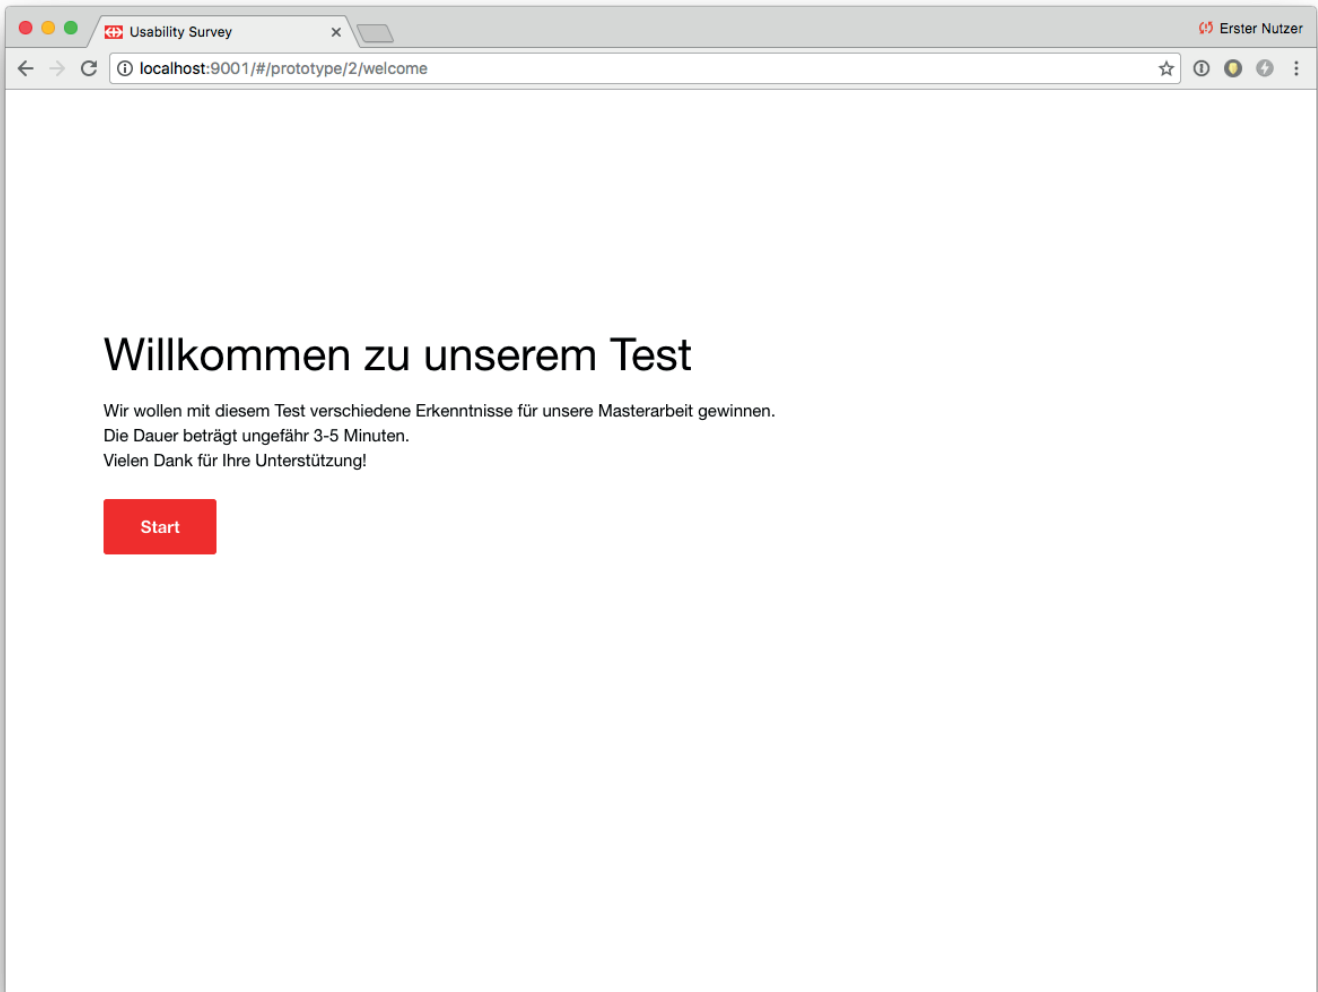 Usability Survey
Erster Nutzer
localhost:9001/#/prototype/2/welcome
Willkommen zu unserem Test
Wir wollen mit diesem Test verschiedene Erkenntnisse für unsere Masterarbeit gewinnen.
Die Dauer beträgt ungefähr 3-5 Minuten.
Vielen Dank für Ihre Unterstützung!
Start